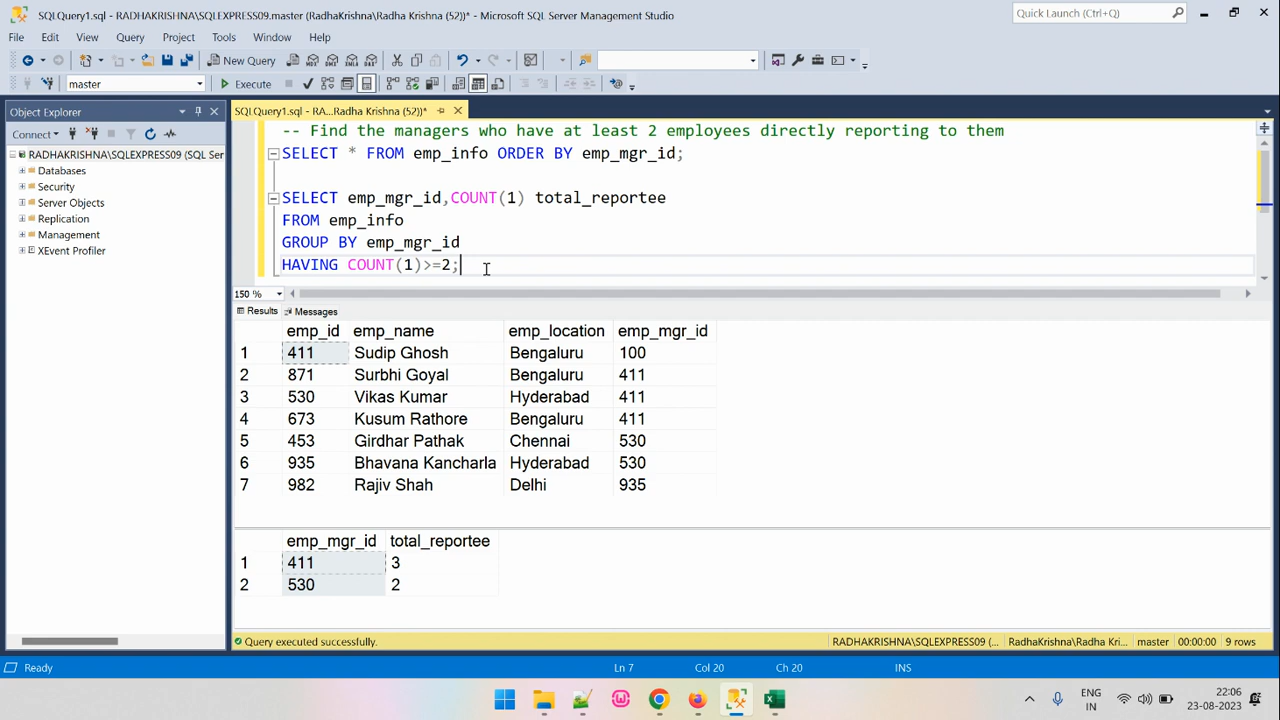 SQLQuery1.sql - RADHAKRISHNA\SQLEXPRESS09.master (RadhaKrishna\Radha Krishna (52))* - Microsoft SQL Server Management Studio
Quick Launch (Ctrl+Q)
File Edit View Query Project Tools Window Help
New Query
master Execute
Object Explorer
SQLQuery1.sql - RA...Radha Krishna (52))*
Connect
RADHAKRISHNA\SQLEXPRESS09 (SQL Ser
Databases
Security
Server Objects
Replication
Management
XEvent Profiler
-- Find the managers who have at least 2 employees directly reporting to them
SELECT * FROM emp_info ORDER BY emp_mgr_id;
SELECT emp_mgr_id,COUNT(1) total_reportee
FROM emp_info
GROUP BY emp_mgr_id
HAVING COUNT(1)>=2;
150 %
Results Messages
emp_id emp_name emp_location emp_mgr_id
1 411 Sudip Ghosh Bengaluru 100
2 871 Surbhi Goyal Bengaluru 411
3 530 Vikas Kumar Hyderabad 411
4 673 Kusum Rathore Bengaluru 411
5 453 Girdhar Pathak Chennai 530
6 935 Bhavana Kancharla Hyderabad 530
7 982 Rajiv Shah Delhi 935
emp_mgr_id total_reportee
1 411 3
2 530 2
Query executed successfully. RADHAKRISHNA\SQLEXPRESS09 (... RadhaKrishna\Radha Kri... master 00:00:00 9 rows
Ready Ln 7 Col 20 Ch 20 INS
ENG
IN
22:06
23-08-2023